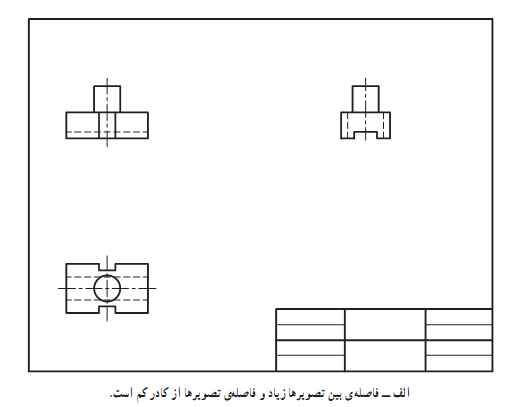 الف ــ فاصله‌ی بین تصویرها زیاد و فاصله‌ی تصویرها از کادر کم است.